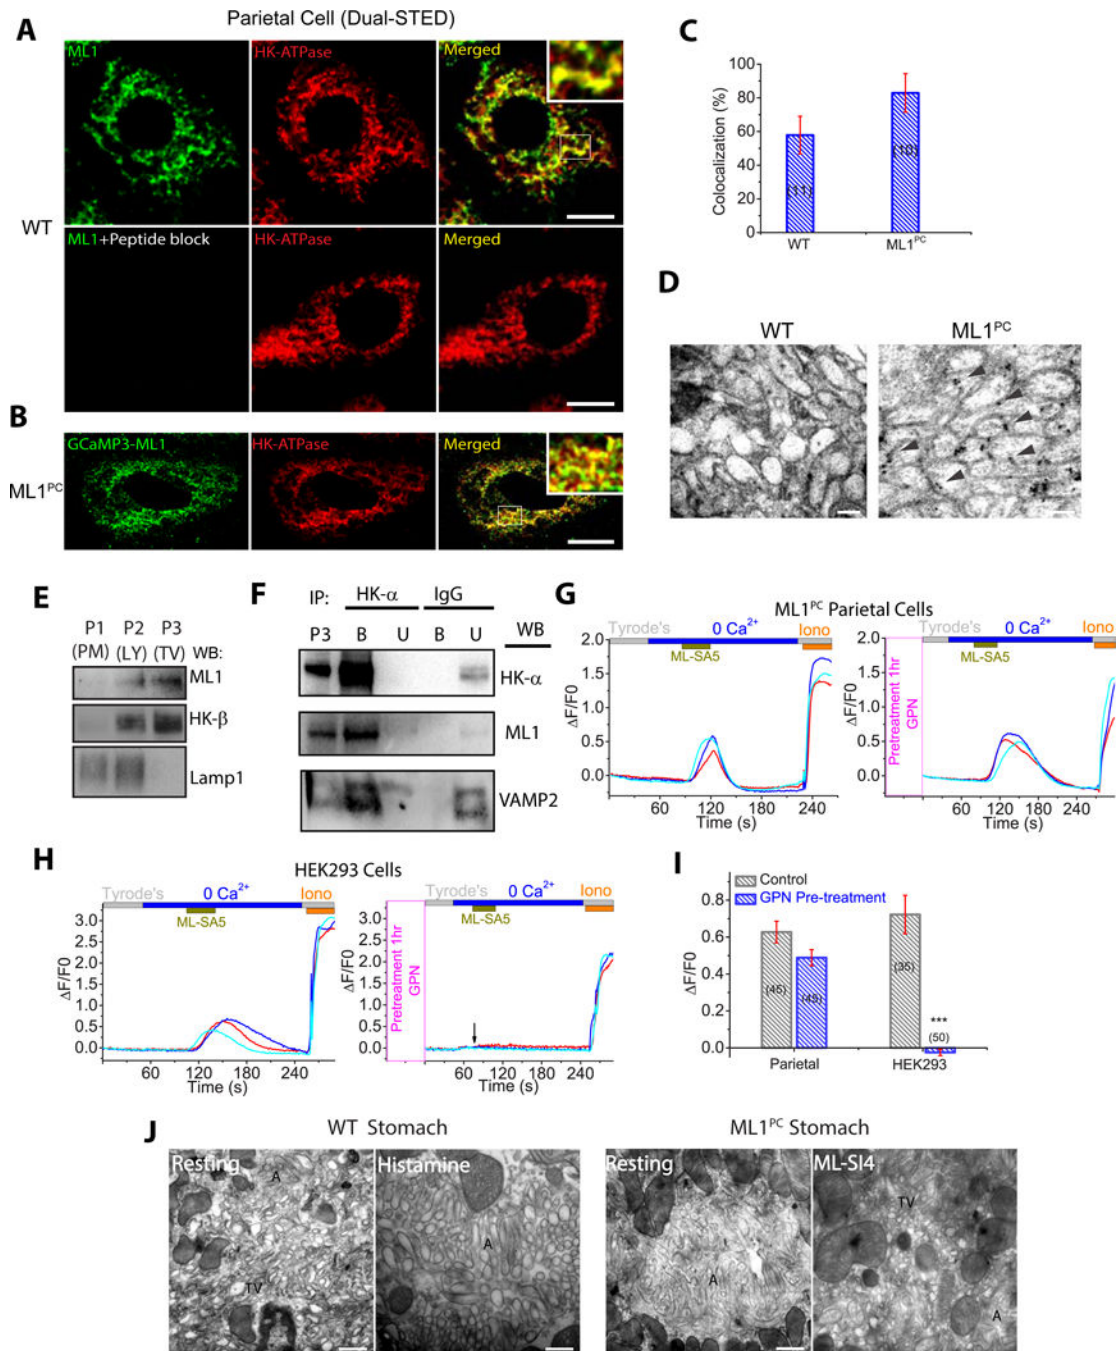 Parietal Cell (Dual-STED)
A
ML1
HK-ATPase
Merged
WT
ML1+Peptide block
HK-ATPase
Merged
B
ML1PC
GCaMP3-ML1
HK-ATPase
Merged
C
Colocalization (%)
100
80
60
40
20
0
(11)
(10)
WT
ML1PC
D
WT
ML1PC
E
P1 P2 P3
(PM) (LY) (TV) WB:
ML1
HK-β
Lamp1
F
IP: HK-α IgG
P3 B U B U WB
HK-α
ML1
VAMP2
G
ML1PC Parietal Cells
Tyrode's 0 Ca2+ Iono
ML-SA5
ΔF/F0
2.0
1.5
1.0
0.5
0.0
60 120 180 240
Time (s)
Tyrode's 0 Ca2+ Iono
ML-SA5
Pretreatment 1hr
GPN
ΔF/F0
2.0
1.5
1.0
0.5
0.0
60 120 180 240
Time (s)
H
HEK293 Cells
Tyrode's 0 Ca2+ Iono
ML-SA5
ΔF/F0
3.0
2.5
2.0
1.5
1.0
0.5
0.0
60 120 180 240
Time (s)
Tyrode's 0 Ca2+ Iono
ML-SA5
Pretreatment 1hr
GPN
ΔF/F0
3.0
2.5
2.0
1.5
1.0
0.5
0.0
60 120 180 240
Time (s)
I
Control
GPN Pre-treatment
ΔF/F0
0.8
0.6
0.4
0.2
0.0
(45)
(45)
(35)
***
(50)
Parietal HEK293
J
WT Stomach
Resting
A
TV
Histamine
A
ML1PC Stomach
Resting
A
ML-SI4
TV
A